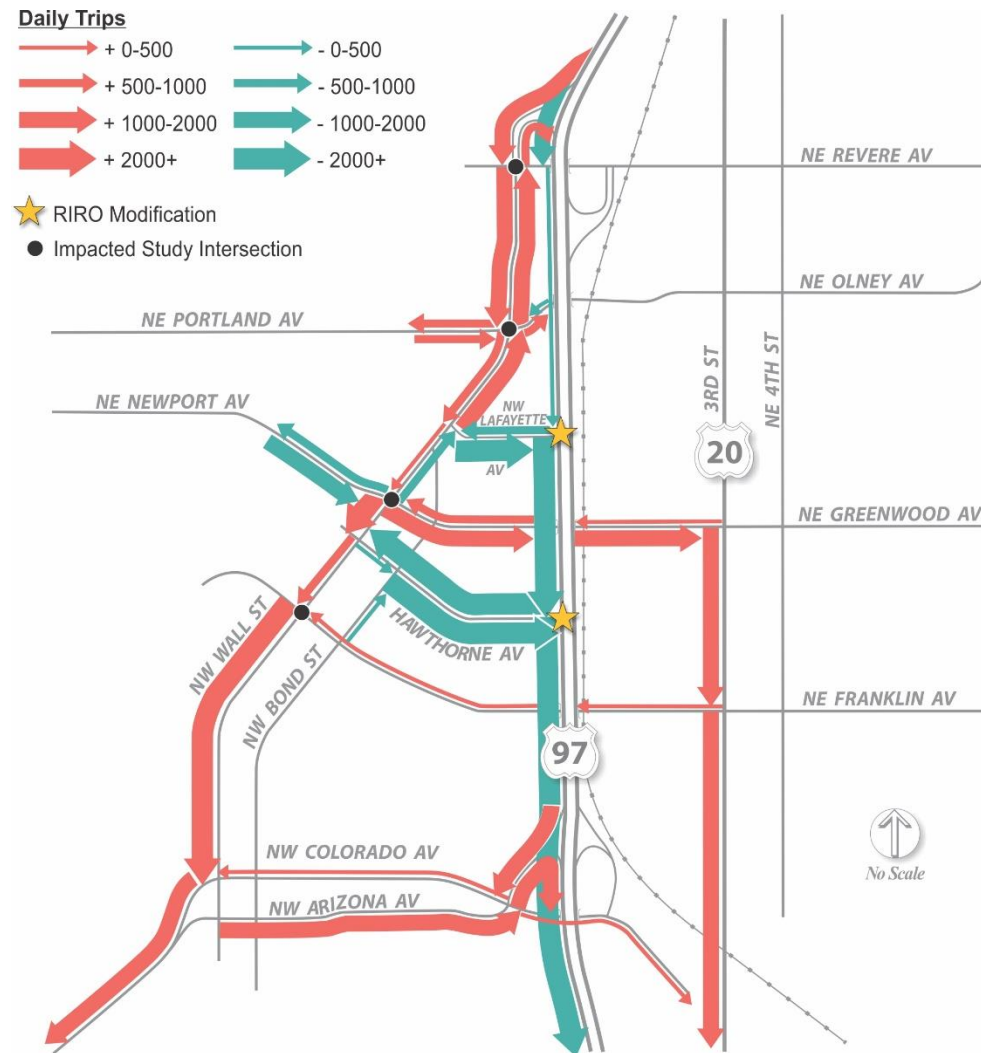 Daily Trips
+ 0-500
- 0-500
+ 500-1000
- 500-1000
+ 1000-2000
- 1000-2000
+ 2000+
- 2000+
RIRO Modification
Impacted Study Intersection
NE REVERE AV
NE OLNEY AV
NE PORTLAND AV
3RD ST
NE 4TH ST
NE NEWPORT AV
NW
LAFAYETTE
AV
20
NE GREENWOOD AV
HAWTHORNE AV
NW WALL ST
NW BOND ST
NE FRANKLIN AV
97
NW COLORADO AV
NW ARIZONA AV
No Scale